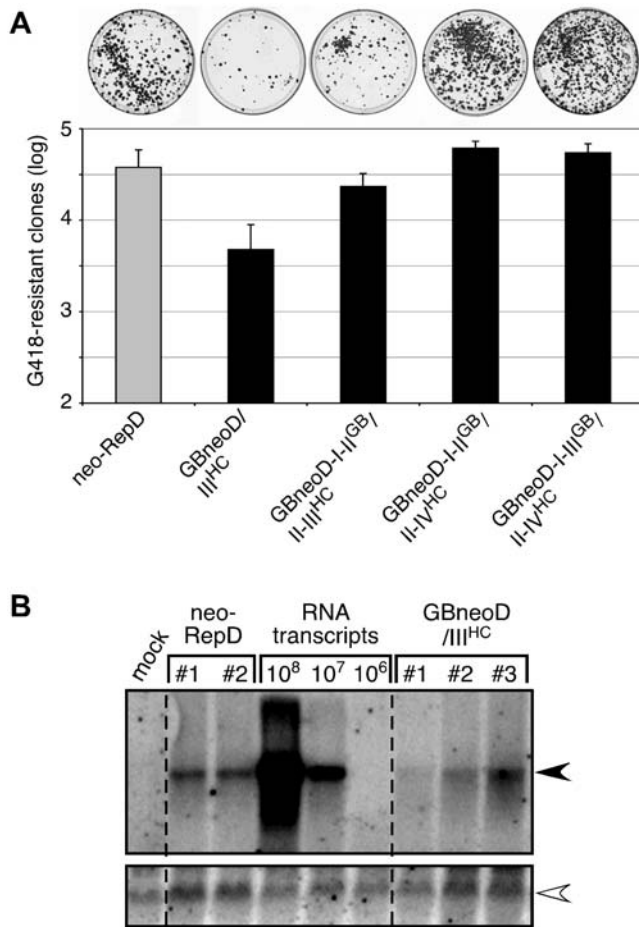 A
G418-resistant clones (log)
5
4
3
2
neo-RepD
GBneoD/
III^HC
GBneoD-I-II^GB/
II-III^HC
GBneoD-I-II^GB/
II-IV^HC
GBneoD-I-III^GB/
II-IV^HC
B
mock
neo-
RepD
#1 #2
RNA
transcripts
10^8 10^7 10^6
GBneoD
/III^HC
#1 #2 #3